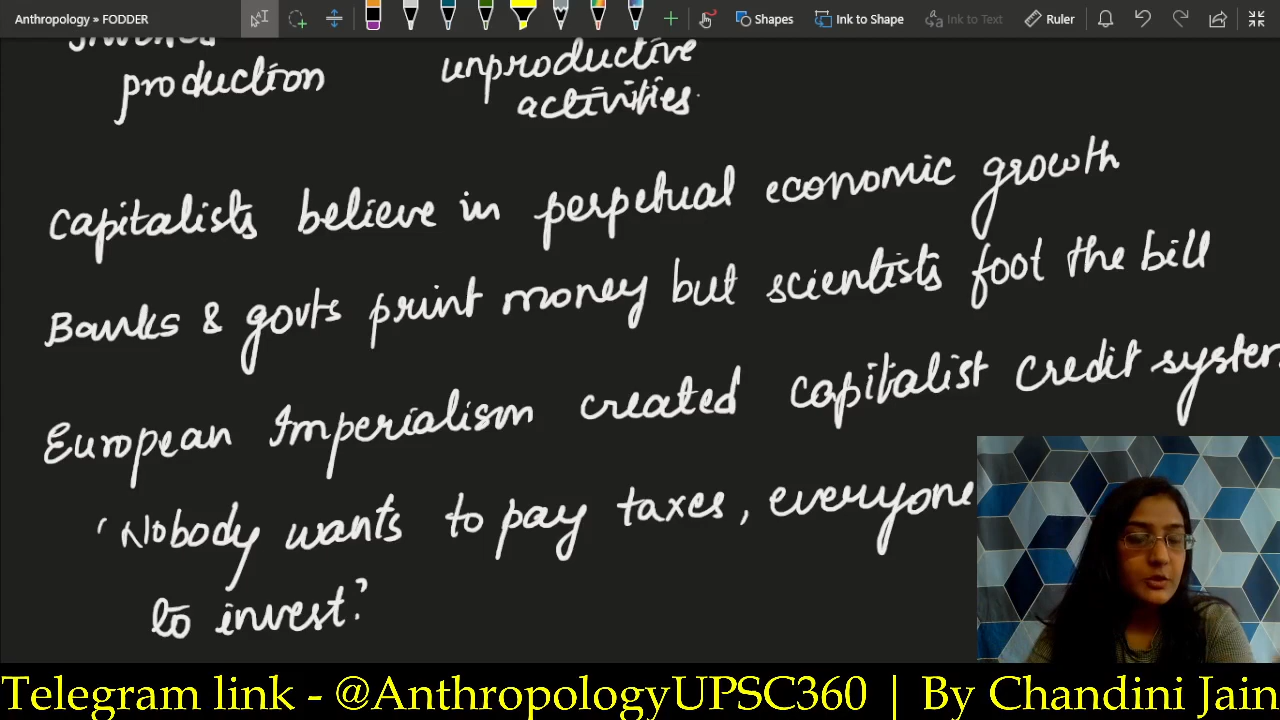 Anthropology » FODDER
Shapes
Ink to Shape
Ink to Text
Ruler
production
unproductive
activities
Capitalists believe in perpetual economic growth
Banks & govts print money but scientists foot the bill
European Imperialism created capitalist credit system
'Nobody wants to pay taxes, everyone
to invest'
Telegram link - @AnthropologyUPSC360 | By Chandini Jain